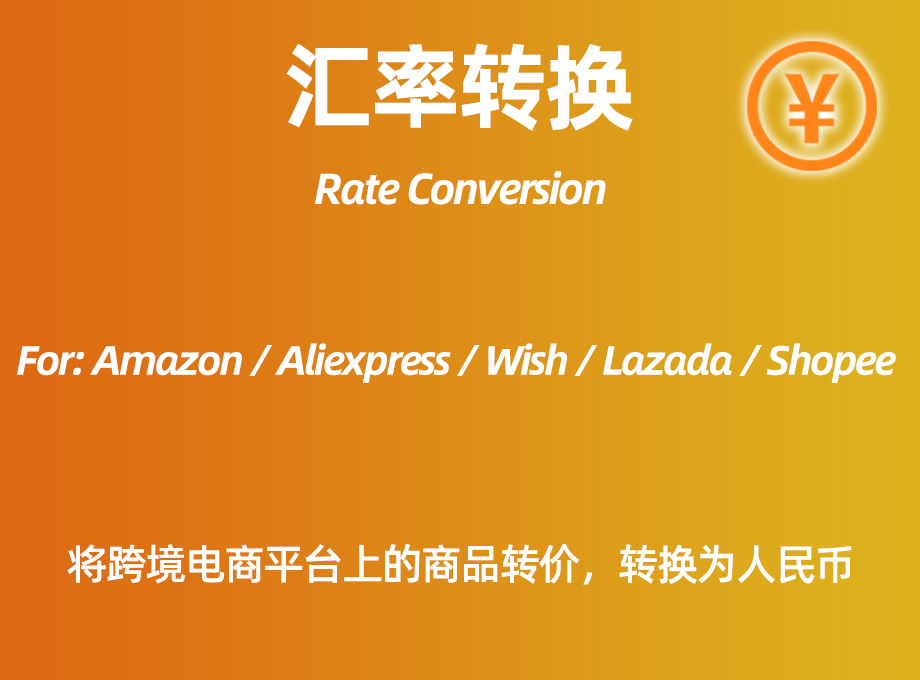 汇率转换
¥
Rate Conversion
For: Amazon / Aliexpress / Wish / Lazada / Shopee
将跨境电商平台上的商品转价，转换为人民币